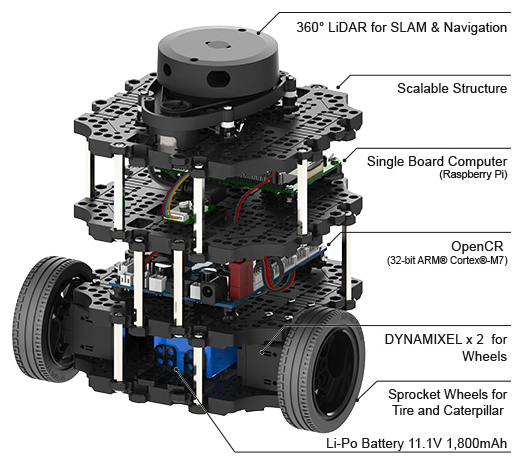 360° LiDAR for SLAM & Navigation
Scalable Structure
Single Board Computer
(Raspberry Pi)
OpenCR
(32-bit ARM® Cortex®-M7)
DYNAMIXEL x 2 for
Wheels
Sprocket Wheels for
Tire and Caterpillar
Li-Po Battery 11.1V 1,800mAh